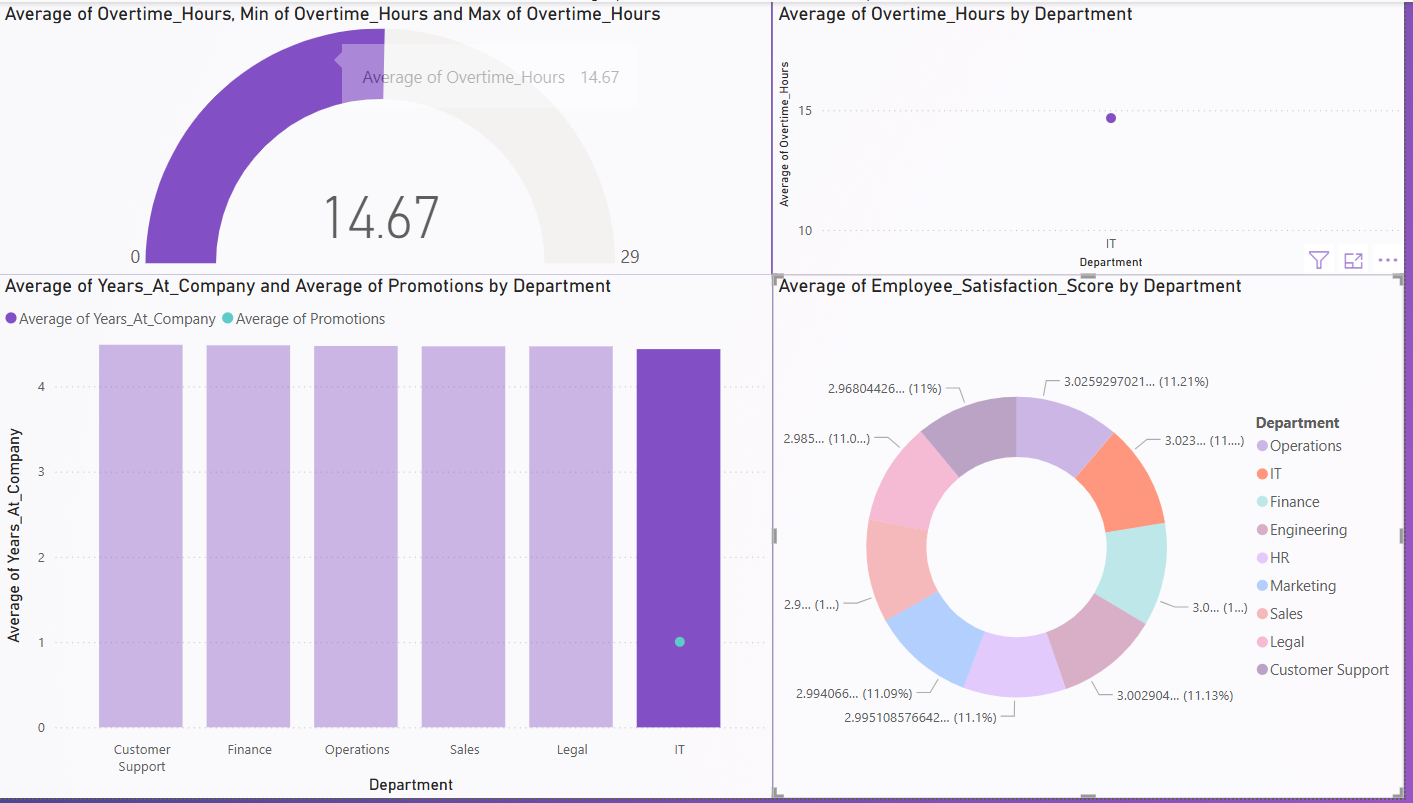 Average of Overtime_Hours, Min of Overtime_Hours and Max of Overtime_Hours
Average of Overtime_Hours 14.67
14.67
0
29
Average of Overtime_Hours by Department
Average of Overtime_Hours
15
10
IT
Department
Average of Years_At_Company and Average of Promotions by Department
Average of Years_At_Company
Average of Promotions
Average of Years_At_Company
4
3
2
1
0
Customer
Support
Finance
Operations
Sales
Legal
IT
Department
Average of Employee_Satisfaction_Score by Department
2.96804426... (11%)
3.0259297021... (11.21%)
2.985... (11.0...)
3.023... (11....)
2.9... (1...)
3.0... (1...)
2.994066... (11.09%)
3.002904... (11.13%)
2.995108576642... (11.1%)
Department
Operations
IT
Finance
Engineering
HR
Marketing
Sales
Legal
Customer Support